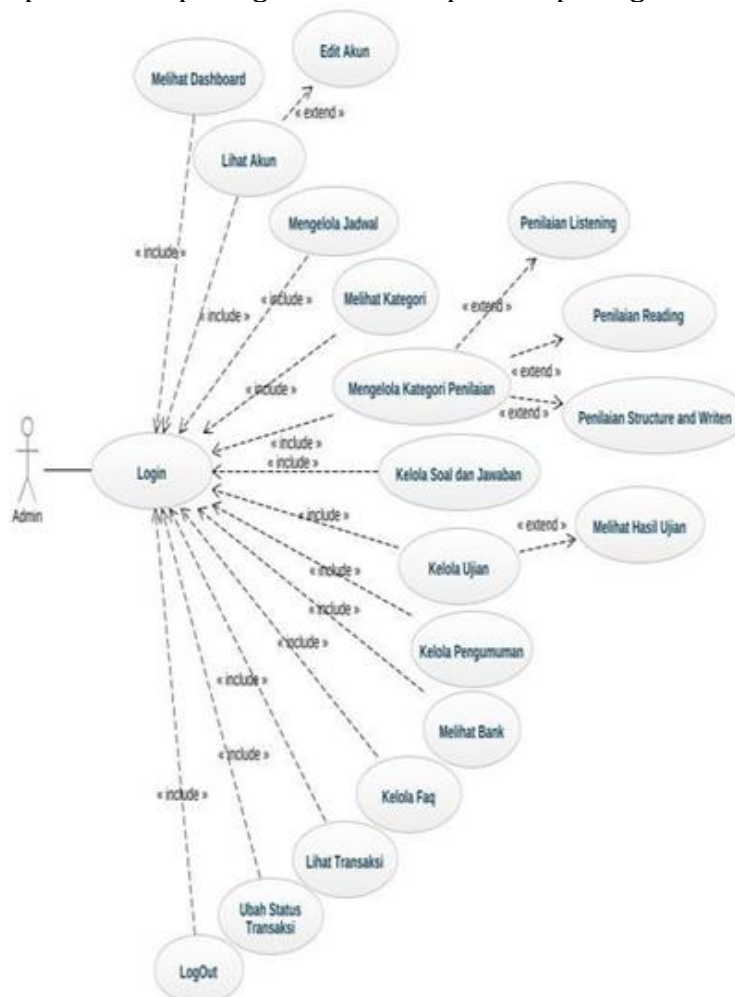 Edit Akun
Melihat Dashboard
« extend »
Lihat Akun
Mengelola Jadwal
Penilaian Listening
« include »
« include »
Melihat Kategori
« extend »
« include »
Penilaian Reading
« extend »
Mengelola Kategori Penilaian
« include »
« extend »
Penilaian Structure and Writen
« include »
« include »
Login
Kelola Soal dan Jawaban
Admin
« include »
« extend »
Melihat Hasil Ujian
Kelola Ujian
« include »
« include »
« include »
Kelola Pengumuman
« include »
Melihat Bank
« include »
« include »
Kelola Faq
Lihat Transaksi
Ubah Status
Transaksi
LogOut